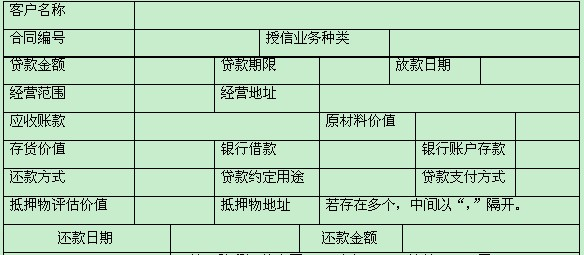 客户名称
合同编号 授信业务种类
贷款金额 贷款期限 放款日期
经营范围 经营地址
应收账款 原材料价值
存货价值 银行借款 银行账户存款
还款方式 贷款约定用途 贷款支付方式
抵押物评估价值 抵押物地址 若存在多个，中间以“，”隔开。
还款日期 还款金额